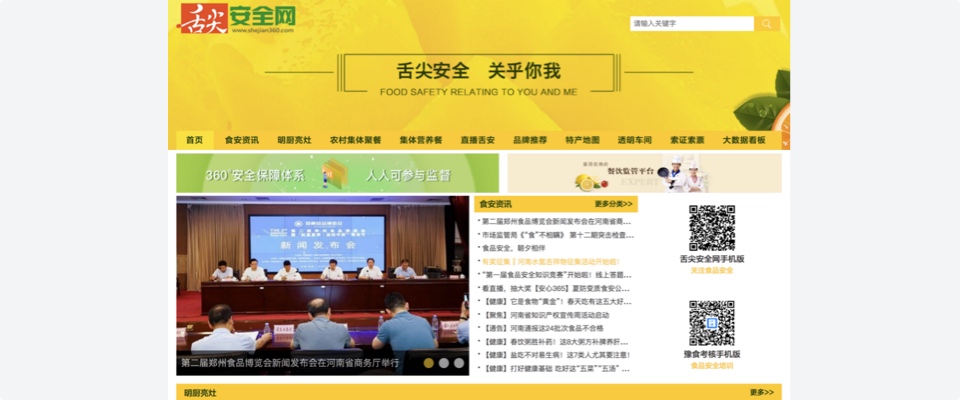 舌尖安全网
www.shejian360.com
请输入关键字
舌尖安全 关乎你我
FOOD SAFETY RELATING TO YOU AND ME
首页 食安资讯 明厨亮灶 农村集体聚餐 集体营养餐 直播舌安 品牌推荐 特产地图 透明车间 索证索票 大数据看板
360°安全保障体系 人人可参与监督
餐饮监管平台
EXPERT
食安资讯 更多分类>>
第二届郑州食品博览会新闻发布会在河南省商...
市场监管局《“食”不相瞒》 第十二期突击检查...
食品安全，朝夕相伴
有奖征集丨河南水氢吉祥物征集活动开始啦！
“第一届食品安全知识竞赛”开始啦！线上答题...
看直播，抽大奖【安心365】夏防变质食安公...
【健康】它是食物“黄金”！春天吃有这五大好...
【聚焦】河南省知识产权宣传周活动启动
【通告】河南通报这24批次食品不合格
【健康】春饮粥胜补药！这8大粥方补脾养肝...
【健康】盐吃不对易生病！这7类人尤其要注意！
【健康】打好健康基础 吃好这“五菜”“五汤” ...
新闻发布会
第二届郑州食品博览会新闻发布会在河南省商务厅举行
舌尖安全网手机版
关注食品安全
豫食考核手机版
食品安全培训
明厨亮灶 更多>>